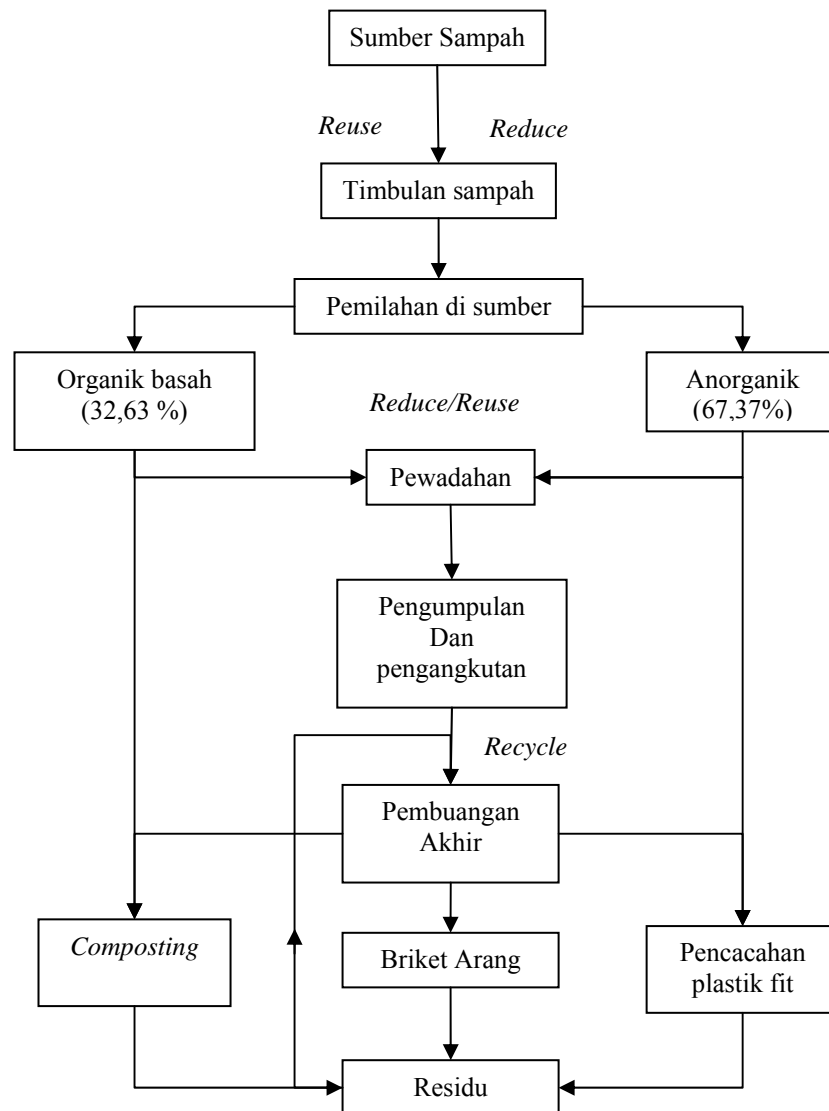 Sumber Sampah
Reuse
Reduce
Timbulan sampah
Pemilahan di sumber
Organik basah
(32,63 %)
Anorganik
(67,37%)
Reduce/Reuse
Pewadahan
Pengumpulan
Dan
pengangkutan
Recycle
Pembuangan
Akhir
Composting
Briket Arang
Pencacahan
plastik fit
Residu